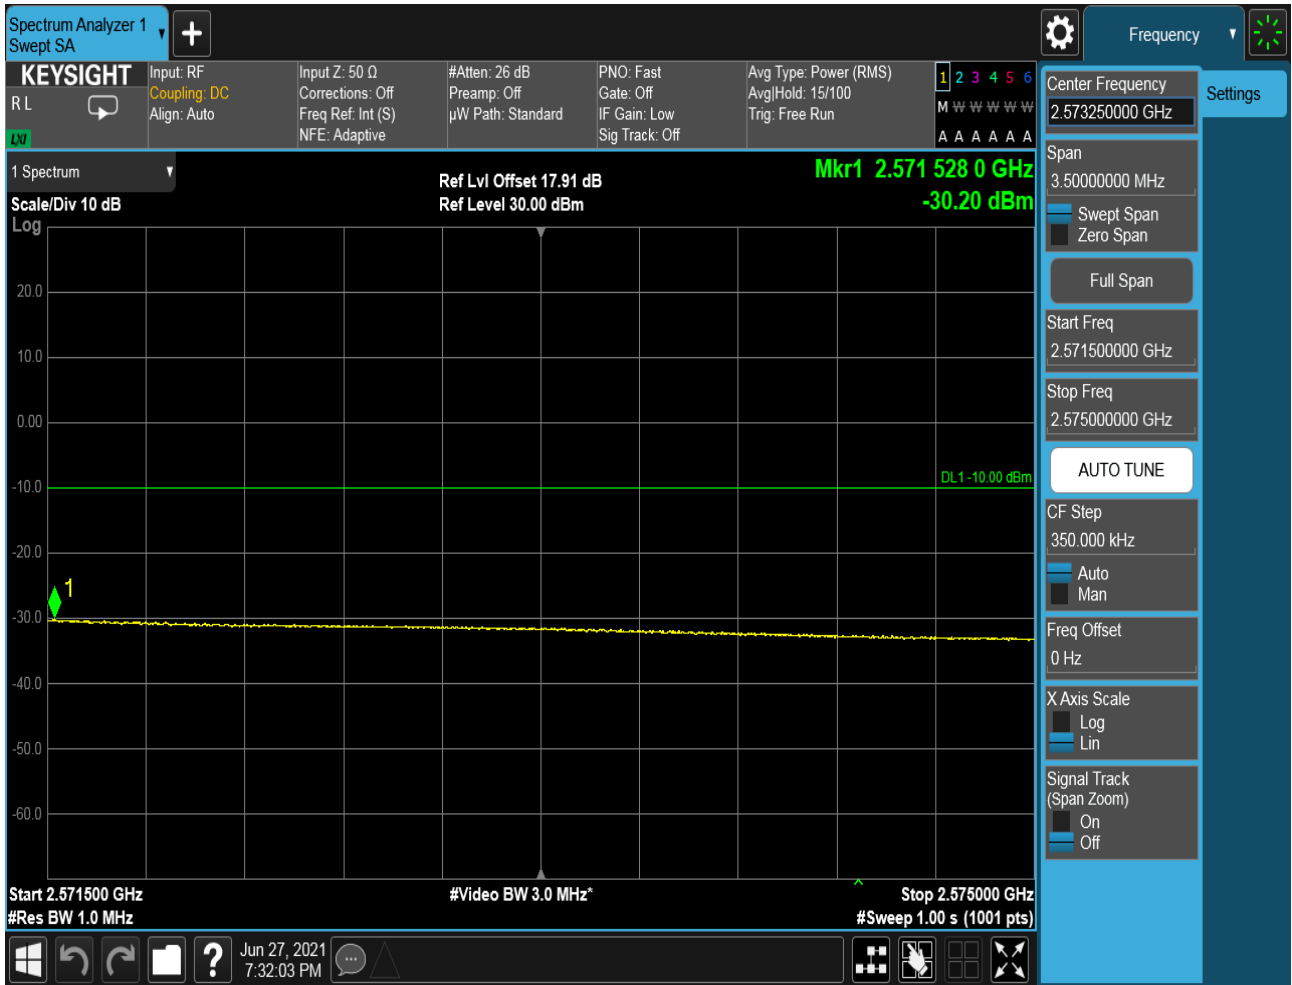 Spectrum Analyzer 1
Swept SA
+
Frequency
KEYSIGHT
R L
LXI
Input: RF
Coupling: DC
Align: Auto
Input Z: 50 Ω
Corrections: Off
Freq Ref: Int (S)
NFE: Adaptive
#Atten: 26 dB
Preamp: Off
µW Path: Standard
PNO: Fast
Gate: Off
IF Gain: Low
Sig Track: Off
Avg Type: Power (RMS)
Avg|Hold: 15/100
Trig: Free Run
1 2 3 4 5 6
M W W W W W
A A A A A A
Center Frequency
2.573250000 GHz
Settings
Span
3.50000000 MHz
Swept Span
Zero Span
Full Span
Start Freq
2.571500000 GHz
Stop Freq
2.575000000 GHz
AUTO TUNE
CF Step
350.000 kHz
Auto
Man
Freq Offset
0 Hz
X Axis Scale
Log
Lin
Signal Track
(Span Zoom)
On
Off
1 Spectrum
Scale/Div 10 dB
Log
Ref Lvl Offset 17.91 dB
Ref Level 30.00 dBm
Mkr1 2.571 528 0 GHz
-30.20 dBm
20.0
10.0
0.00
DL1 -10.00 dBm
-10.0
-20.0
1
-30.0
-40.0
-50.0
-60.0
Start 2.571500 GHz
#Video BW 3.0 MHz*
Stop 2.575000 GHz
#Res BW 1.0 MHz
#Sweep 1.00 s (1001 pts)
?
Jun 27, 2021
7:32:03 PM